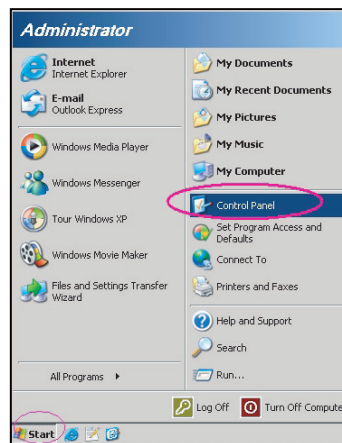 Administrator
Internet
Internet Explorer
E-mail
Outlook Express
Windows Media Player
Windows Messenger
Tour Windows XP
Windows Movie Maker
Files and Settings Transfer
Wizard
All Programs
My Documents
My Recent Documents
My Pictures
My Music
My Computer
Control Panel
Set Program Access and
Defaults
Connect To
Printers and Faxes
Help and Support
Search
Run...
Log Off
Turn Off Compute
Start